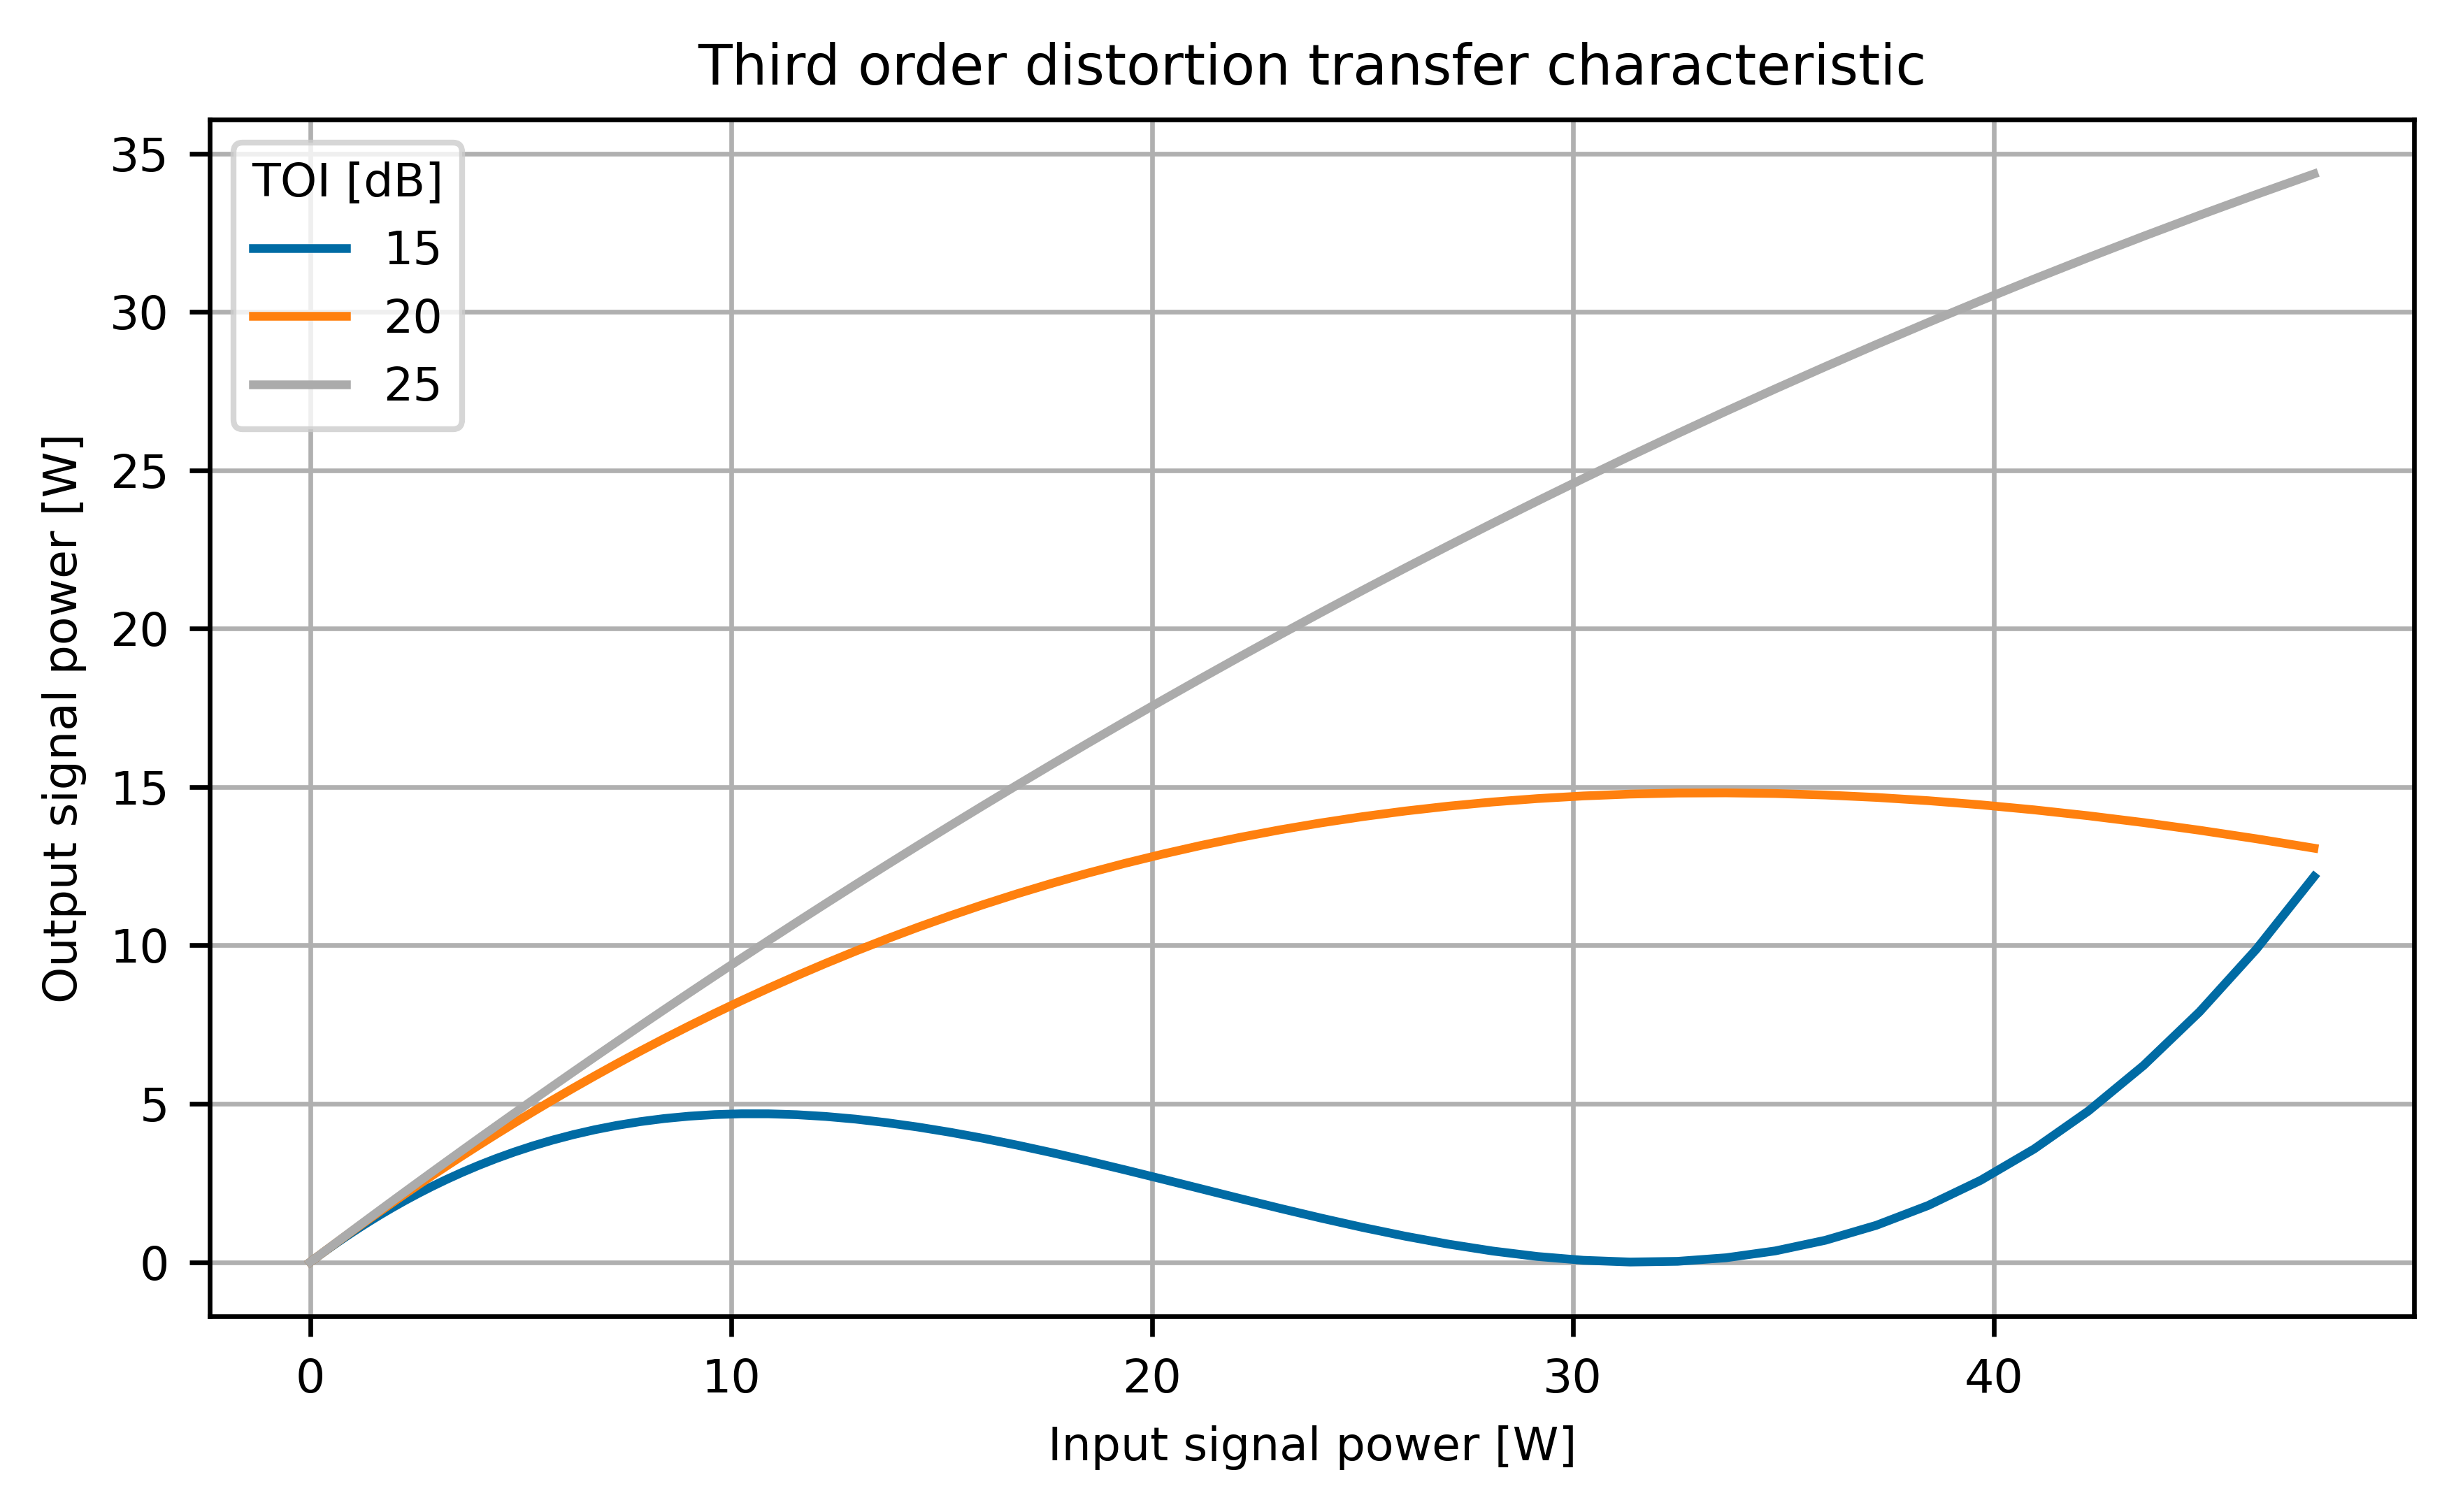 Third order distortion transfer characteristic
TOI [dB]
15
20
25
Output signal power [W]
35
30
25
20
15
10
5
0
0 10 20 30 40
Input signal power [W]